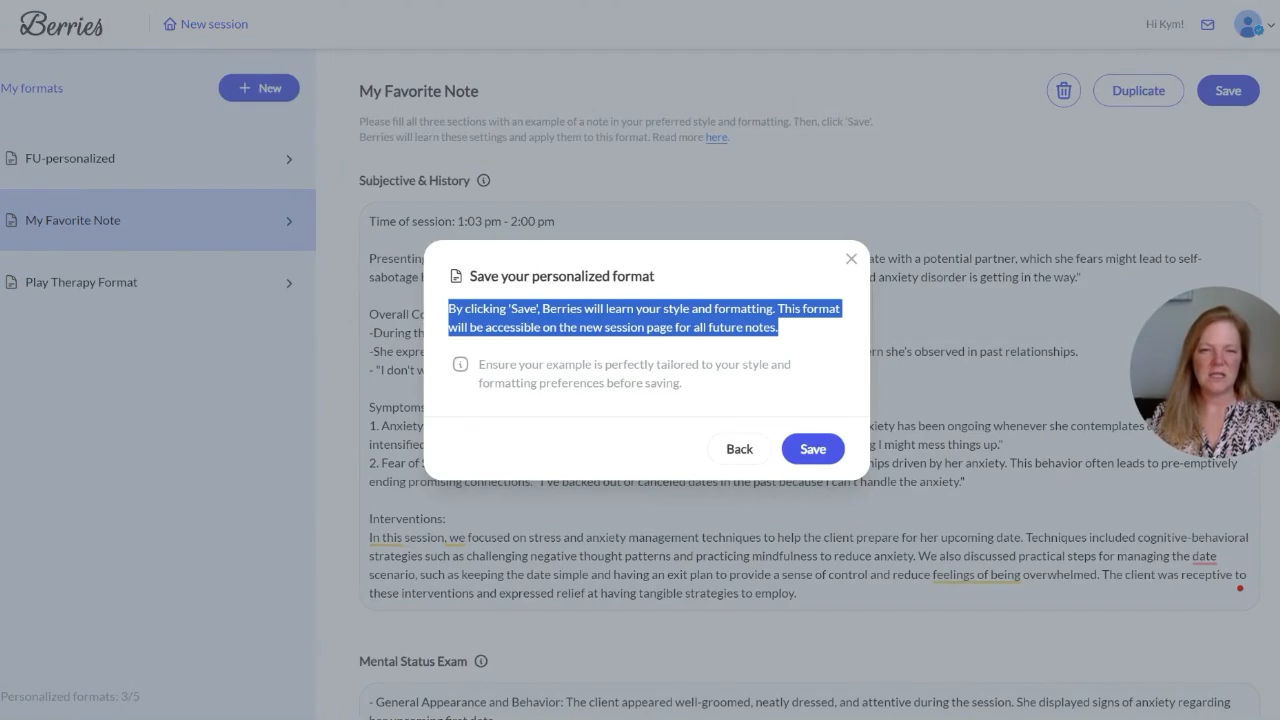 Berries
New session
Hi Kym!
My formats
+ New
FU-personalized
My Favorite Note
Play Therapy Format
Personalized formats: 3/5
My Favorite Note
Duplicate
Save
Please fill all three sections with an example of a note in your preferred style and formatting. Then, click 'Save'.
Berries will learn these settings and apply them to this format. Read more here.
Subjective & History
Time of session: 1:03 pm - 2:00 pm
Presenting
ate with a potential partner, which she fears might lead to self-
sabotage
d anxiety disorder is getting in the way."
Overall
-During
-She
ern she's observed in past relationships.
- "I don't
Symptoms
1. Anxiety
xiety has been ongoing whenever she contemplates
intensified
g I might mess things up."
2. Fear of
hips driven by her anxiety. This behavior often leads to pre-emptively
ending promising connections. "I've backed out or canceled dates in the past because I can't handle the anxiety."
Interventions:
In this session, we focused on stress and anxiety management techniques to help the client prepare for her upcoming date. Techniques included cognitive-behavioral
strategies such as challenging negative thought patterns and practicing mindfulness to reduce anxiety. We also discussed practical steps for managing the date
scenario, such as keeping the date simple and having an exit plan to provide a sense of control and reduce feelings of being overwhelmed. The client was receptive to
these interventions and expressed relief at having tangible strategies to employ.
Save your personalized format
By clicking 'Save', Berries will learn your style and formatting. This format
will be accessible on the new session page for all future notes.
Ensure your example is perfectly tailored to your style and
formatting preferences before saving.
Back
Save
Mental Status Exam
- General Appearance and Behavior: The client appeared well-groomed, neatly dressed, and attentive during the session. She displayed signs of anxiety regarding
her upcoming first date.